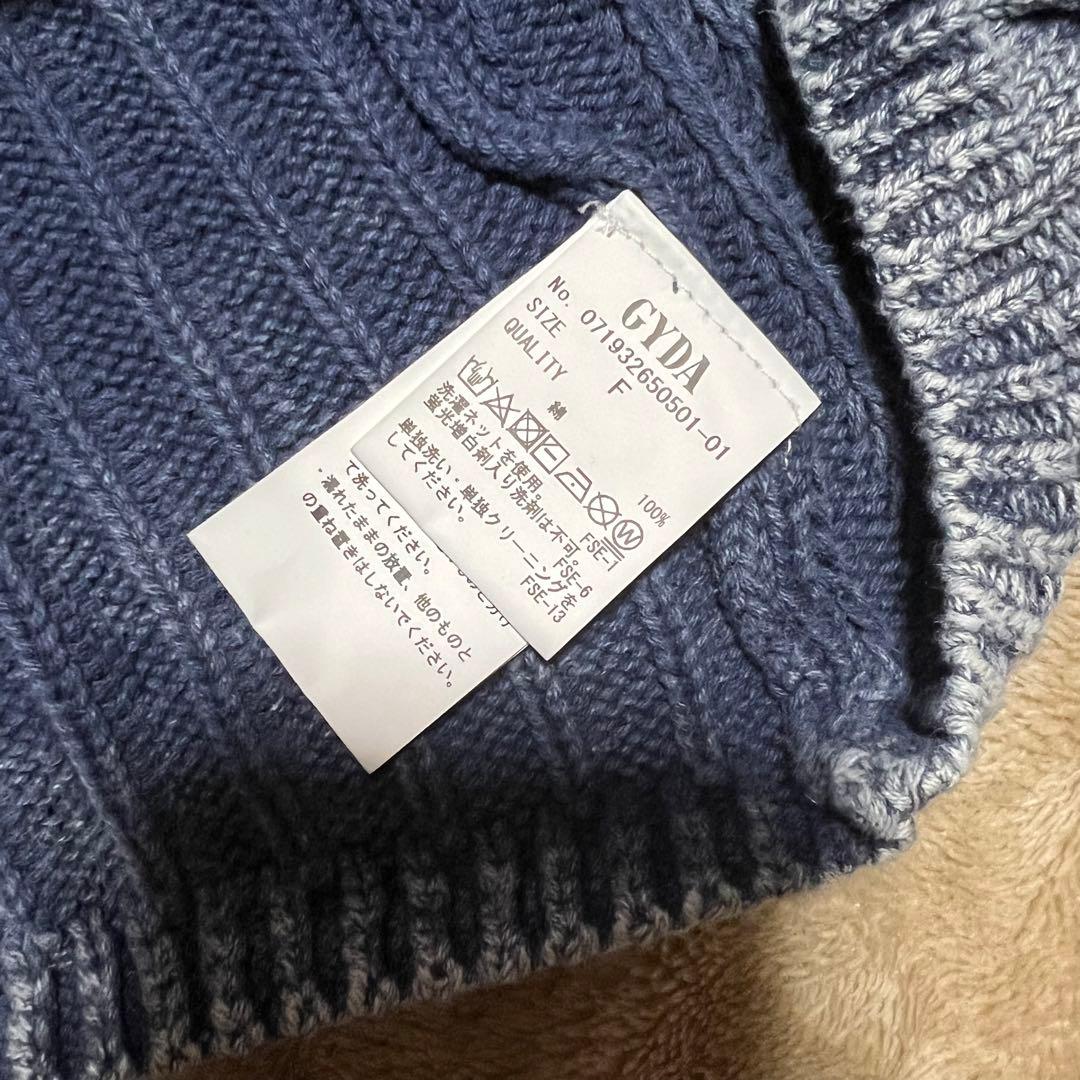 GYDA
No. 071932650501-01
SIZE F
QUALITY
綿 100%
W
FSE-1
洗濯ネットを使用。
蛍光増白剤入り洗剤は不可。FSE-6
単独洗い・単独クリーニングを
してください。 FSE-13
て洗ってください。
・濡れたままの放置、他のものと
の重ね置きはしないでください。